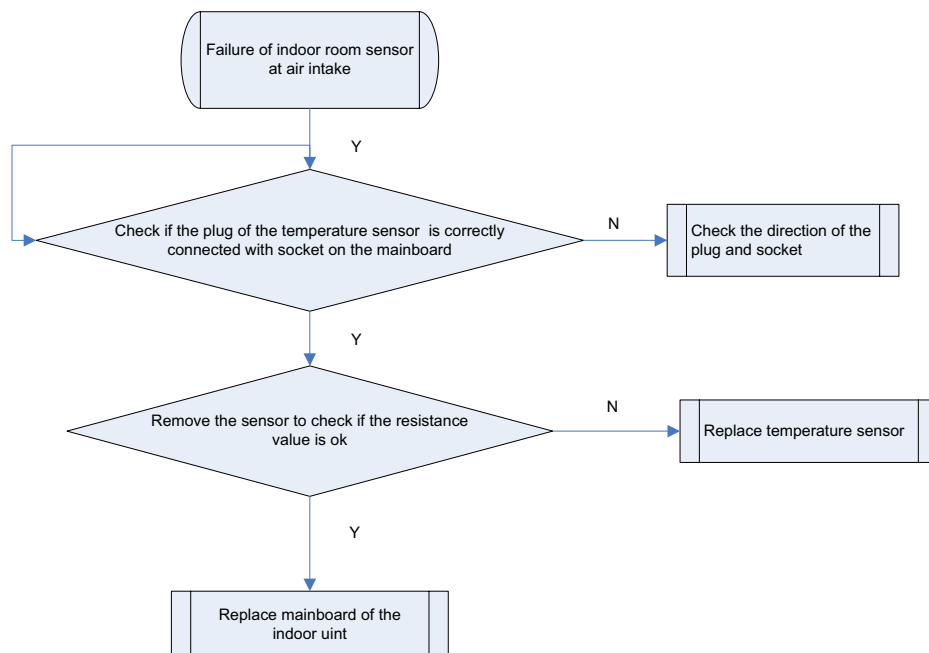 Failure of indoor room sensor
at air intake
Y
Check if the plug of the temperature sensor is correctly
connected with socket on the mainboard
N
Check the direction of the
plug and socket
Y
Remove the sensor to check if the resistance
value is ok
N
Replace temperature sensor
Y
Replace mainboard of the
indoor uint